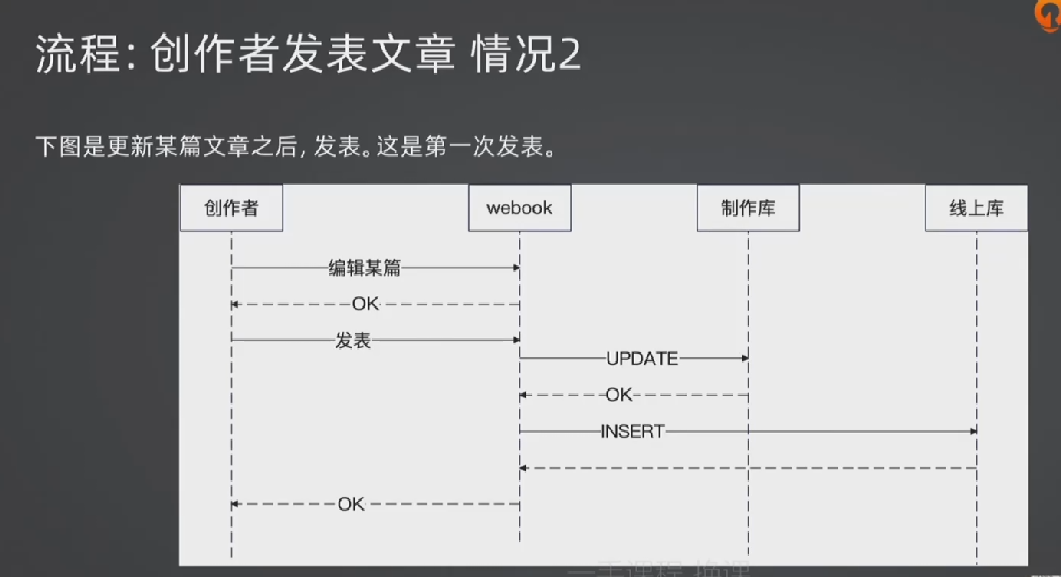 流程：创作者发表文章 情况2
下图是更新某篇文章之后, 发表。这是第一次发表。
创作者
webook
制作库
线上库
编辑某篇
OK
发表
UPDATE
OK
INSERT
OK